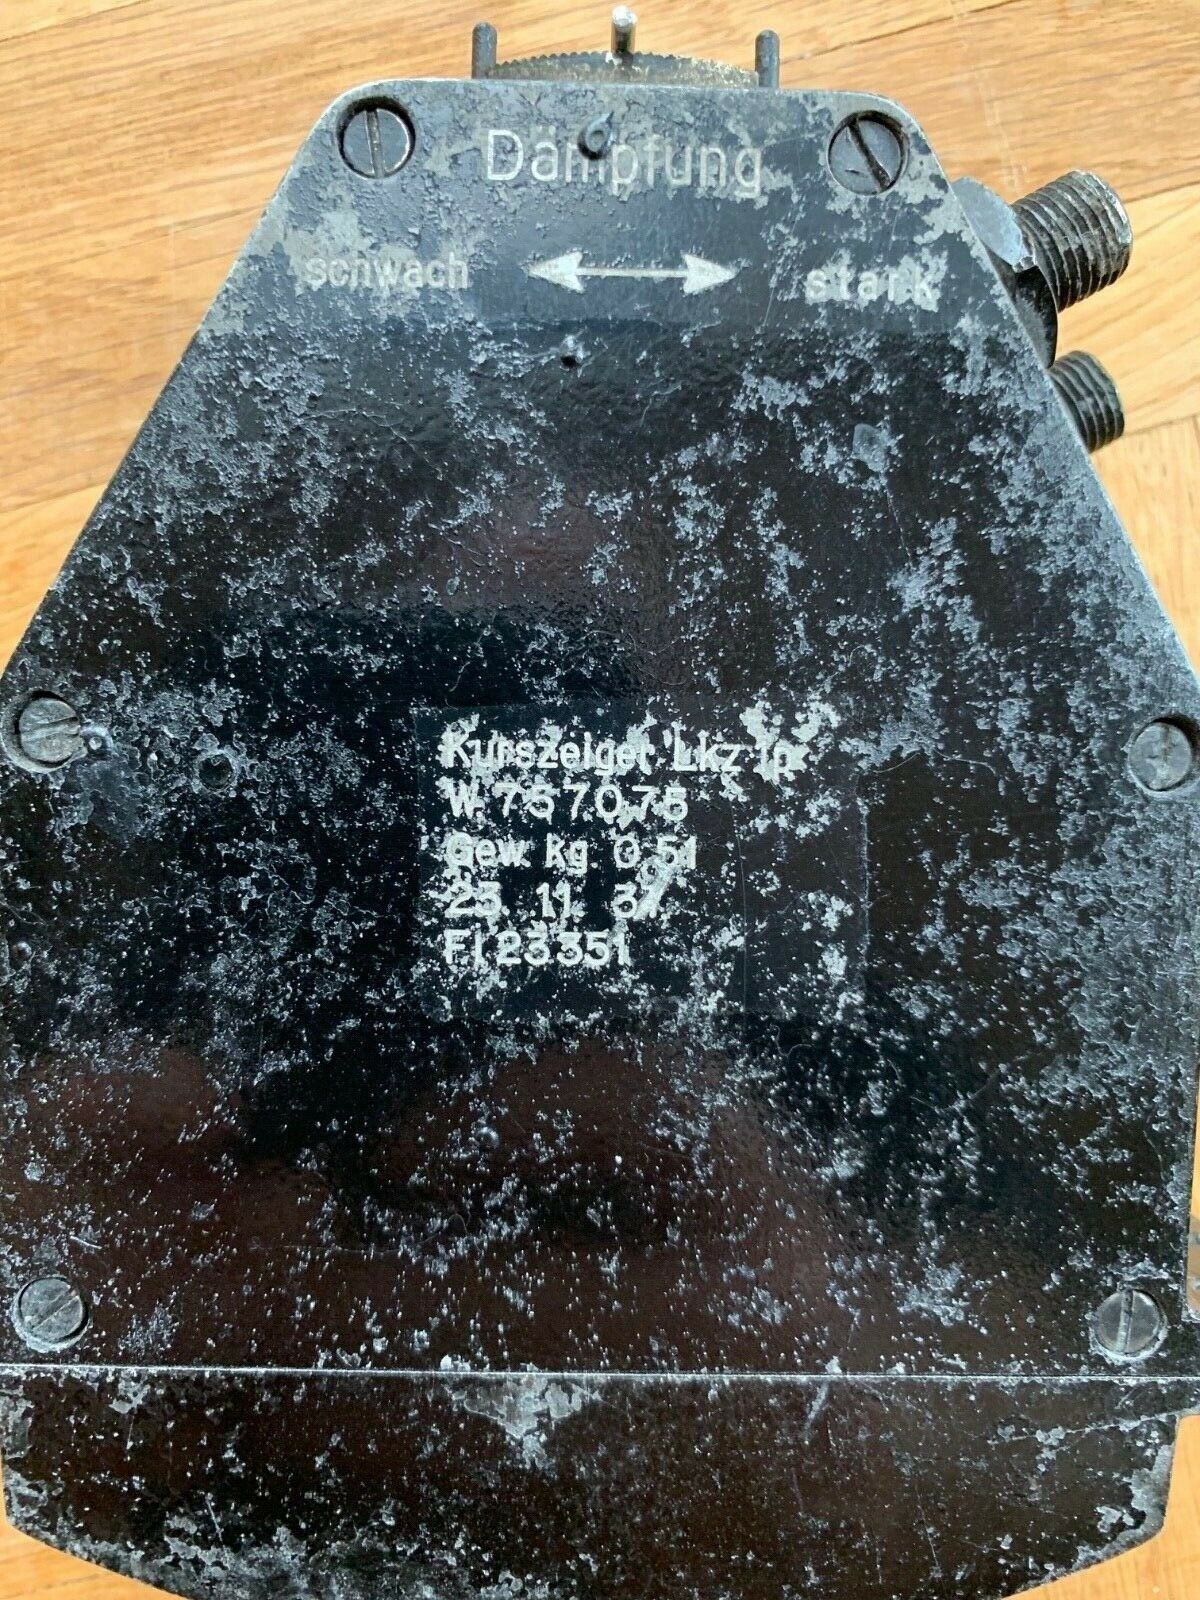 Dämpfung
schwach stark
Kurszeiger Lkz 1p
W. 757075
Gew. kg 0,51
23. 11. 37
Fl 23351